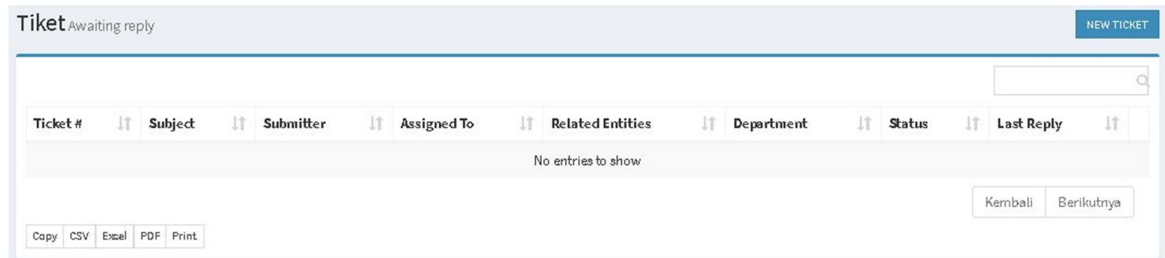 Tiket Awaiting reply
NEW TICKET
Ticket # Subject Submitter Assigned To Related Entities Department Status Last Reply
No entries to show
Kembali Berikutnya
Copy CSV Excel PDF Print